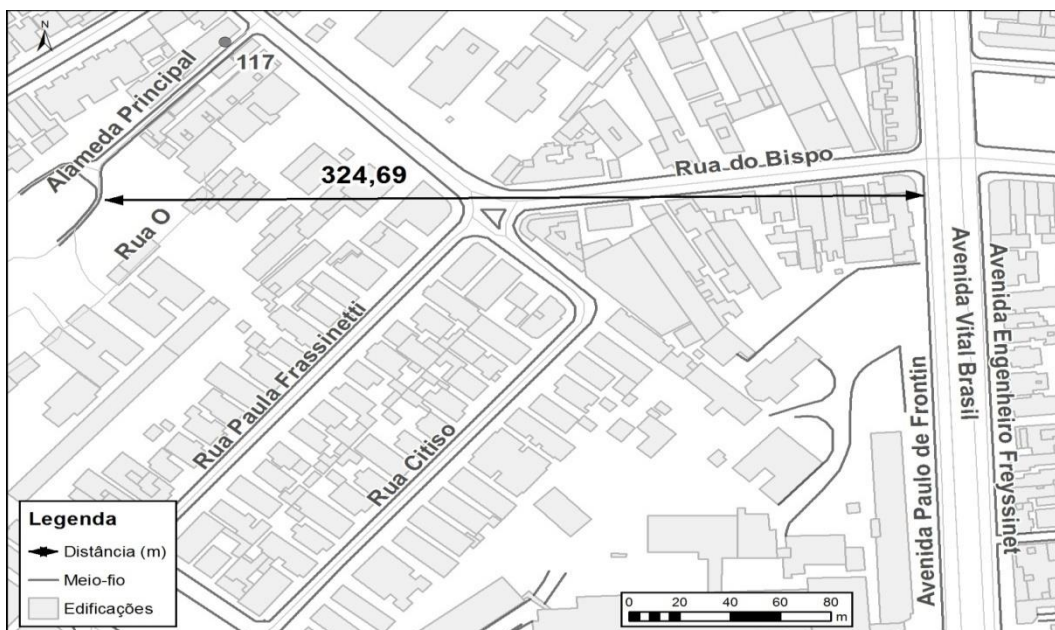 N
117
Alameda Principal
324,69
Rua do Bispo
Rua O
Rua Paula Frassinetti
Rua Citiso
Avenida Paulo de Frontin
Avenida Vital Brasil
Avenida Engenheiro Freyssinet
Legenda
Distância (m)
Meio-fio
Edificações
0 20 40 60 80
m